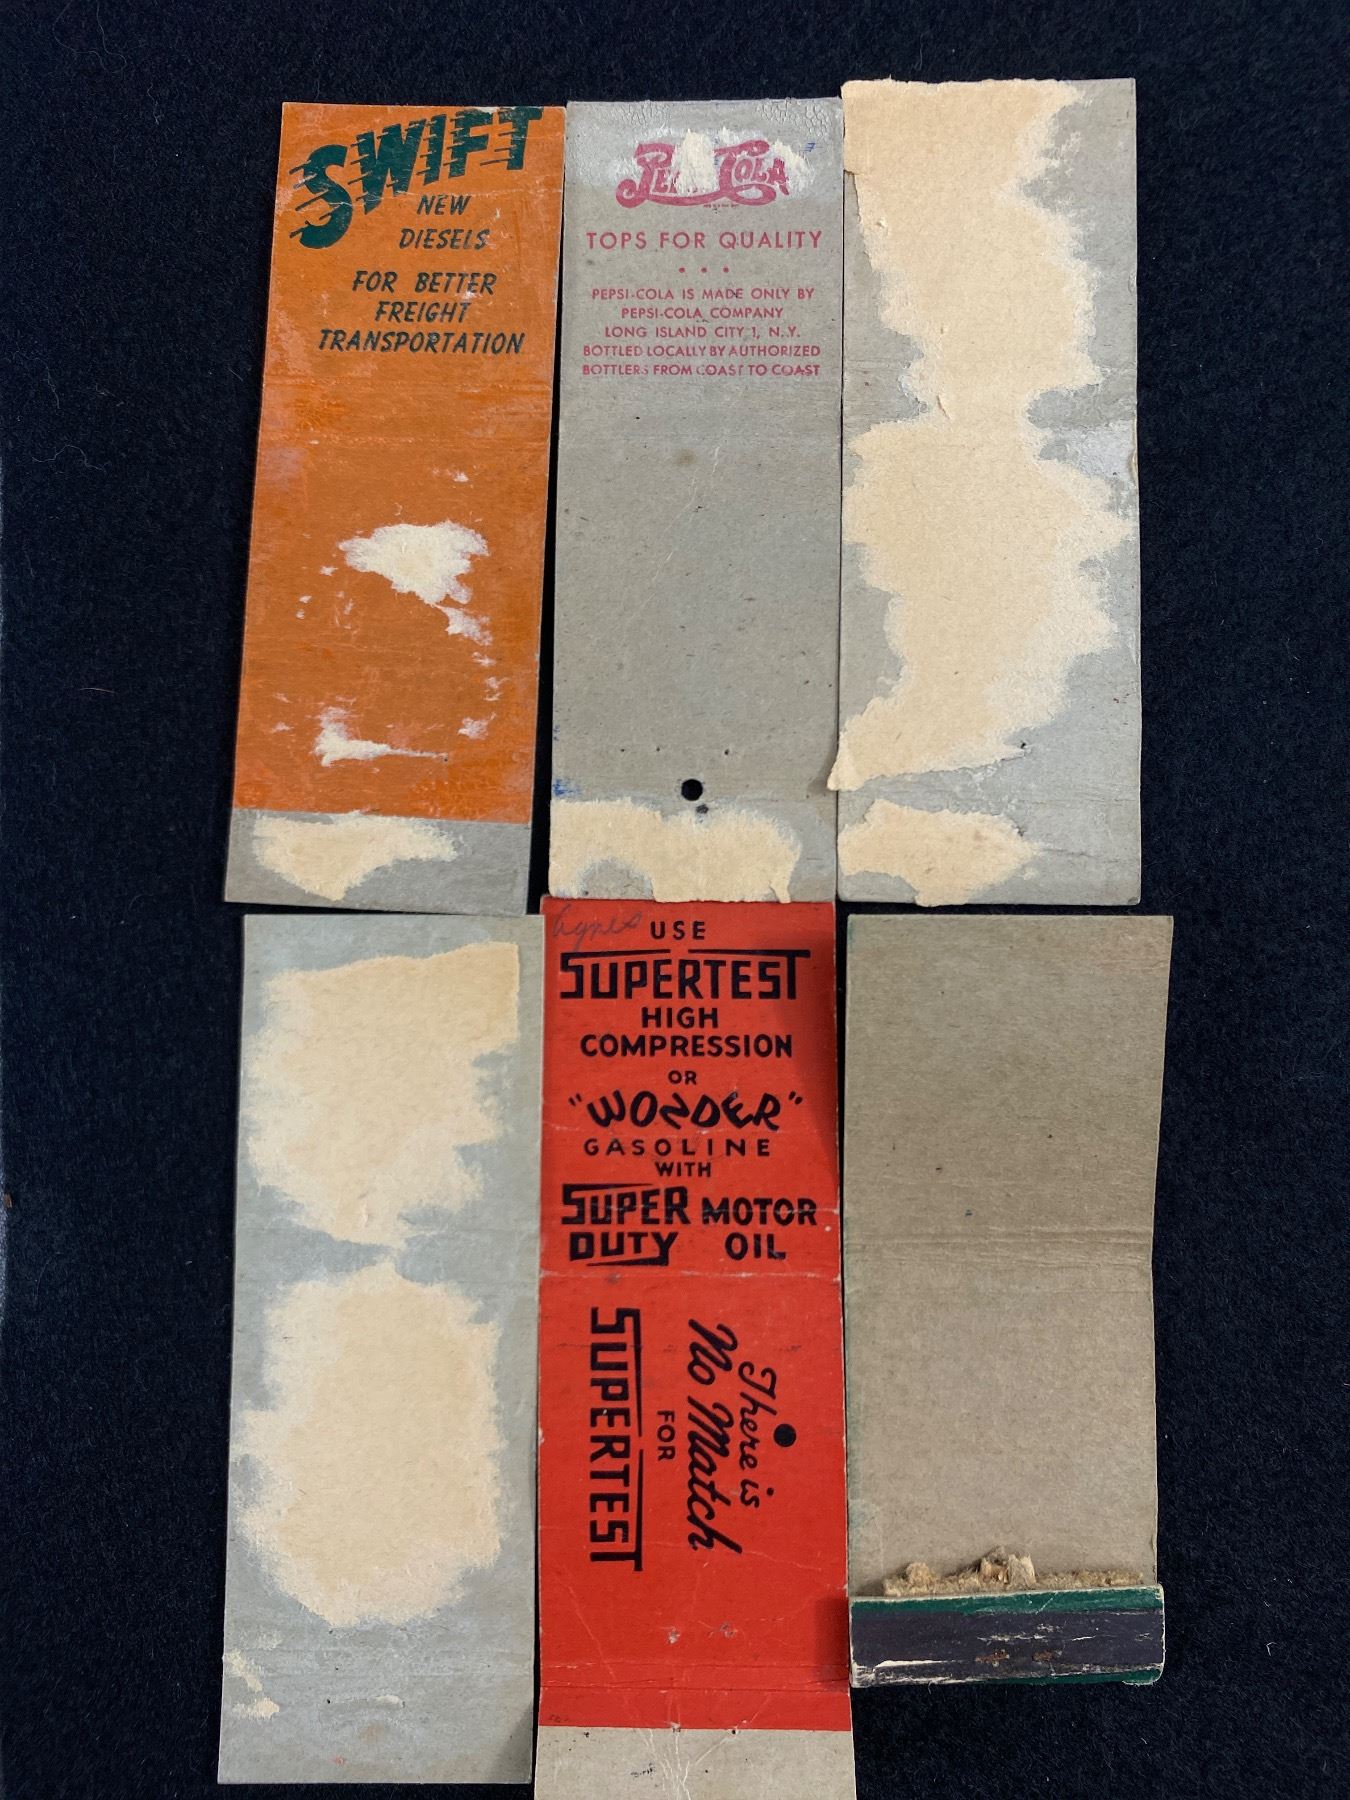 SWIFT
NEW
DIESELS
FOR BETTER
FREIGHT
TRANSPORTATION
TOPS FOR QUALITY
• • •
PEPSI-COLA IS MADE ONLY BY
PEPSI-COLA COMPANY
LONG ISLAND CITY 1, N.Y.
BOTTLED LOCALLY BY AUTHORIZED
BOTTLERS FROM COAST TO COAST
Agnes
USE
SUPERTEST
HIGH
COMPRESSION
OR
"WONDER"
GASOLINE
WITH
SUPER DUTY MOTOR OIL
There is
No Match
FOR
SUPERTEST